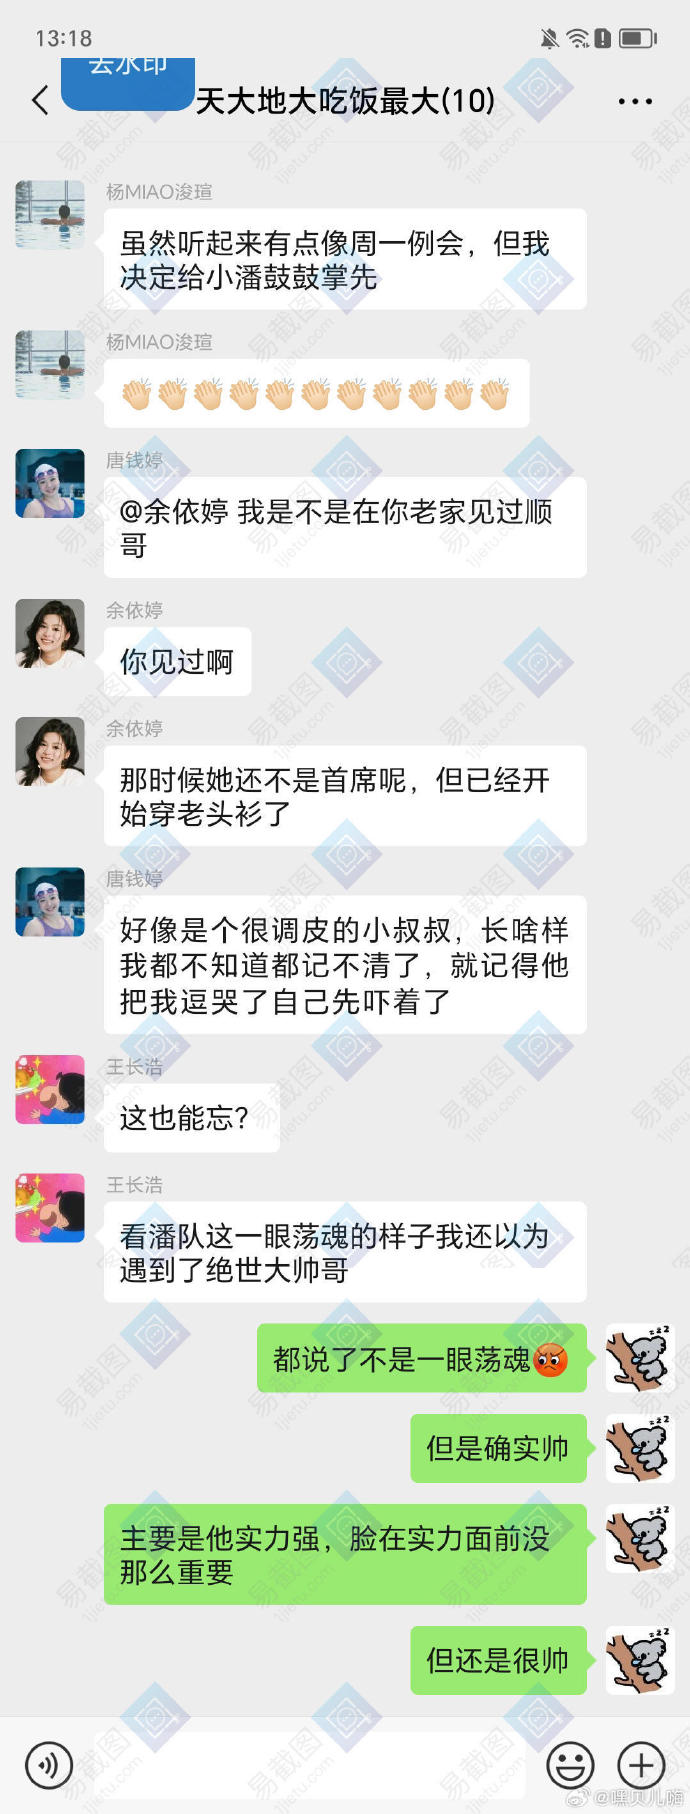 13:18
去水印
天大地大吃饭最大(10)
杨MIAO浚瑄
虽然听起来有点像周一例会，但我
决定给小潘鼓鼓掌先
杨MIAO浚瑄
👏🏻👏🏻👏🏻👏🏻👏🏻👏🏻👏🏻👏🏻👏🏻👏🏻👏🏻
唐钱婷
@余依婷 我是不是在你老家见过顺
哥
余依婷
你见过啊
余依婷
那时候她还不是首席呢，但已经开
始穿老头衫了
唐钱婷
好像是个很调皮的小叔叔，长啥样
我都不知道都记不清了，就记得他
把我逗哭了自己先吓着了
王长浩
这也能忘？
王长浩
看潘队这一眼荡魂的样子我还以为
遇到了绝世大帅哥
都说了不是一眼荡魂😡
但是确实帅
主要是他实力强，脸在实力面前没
那么重要
但还是很帅
易截图
1jietu.com
@嘿贝儿嗨